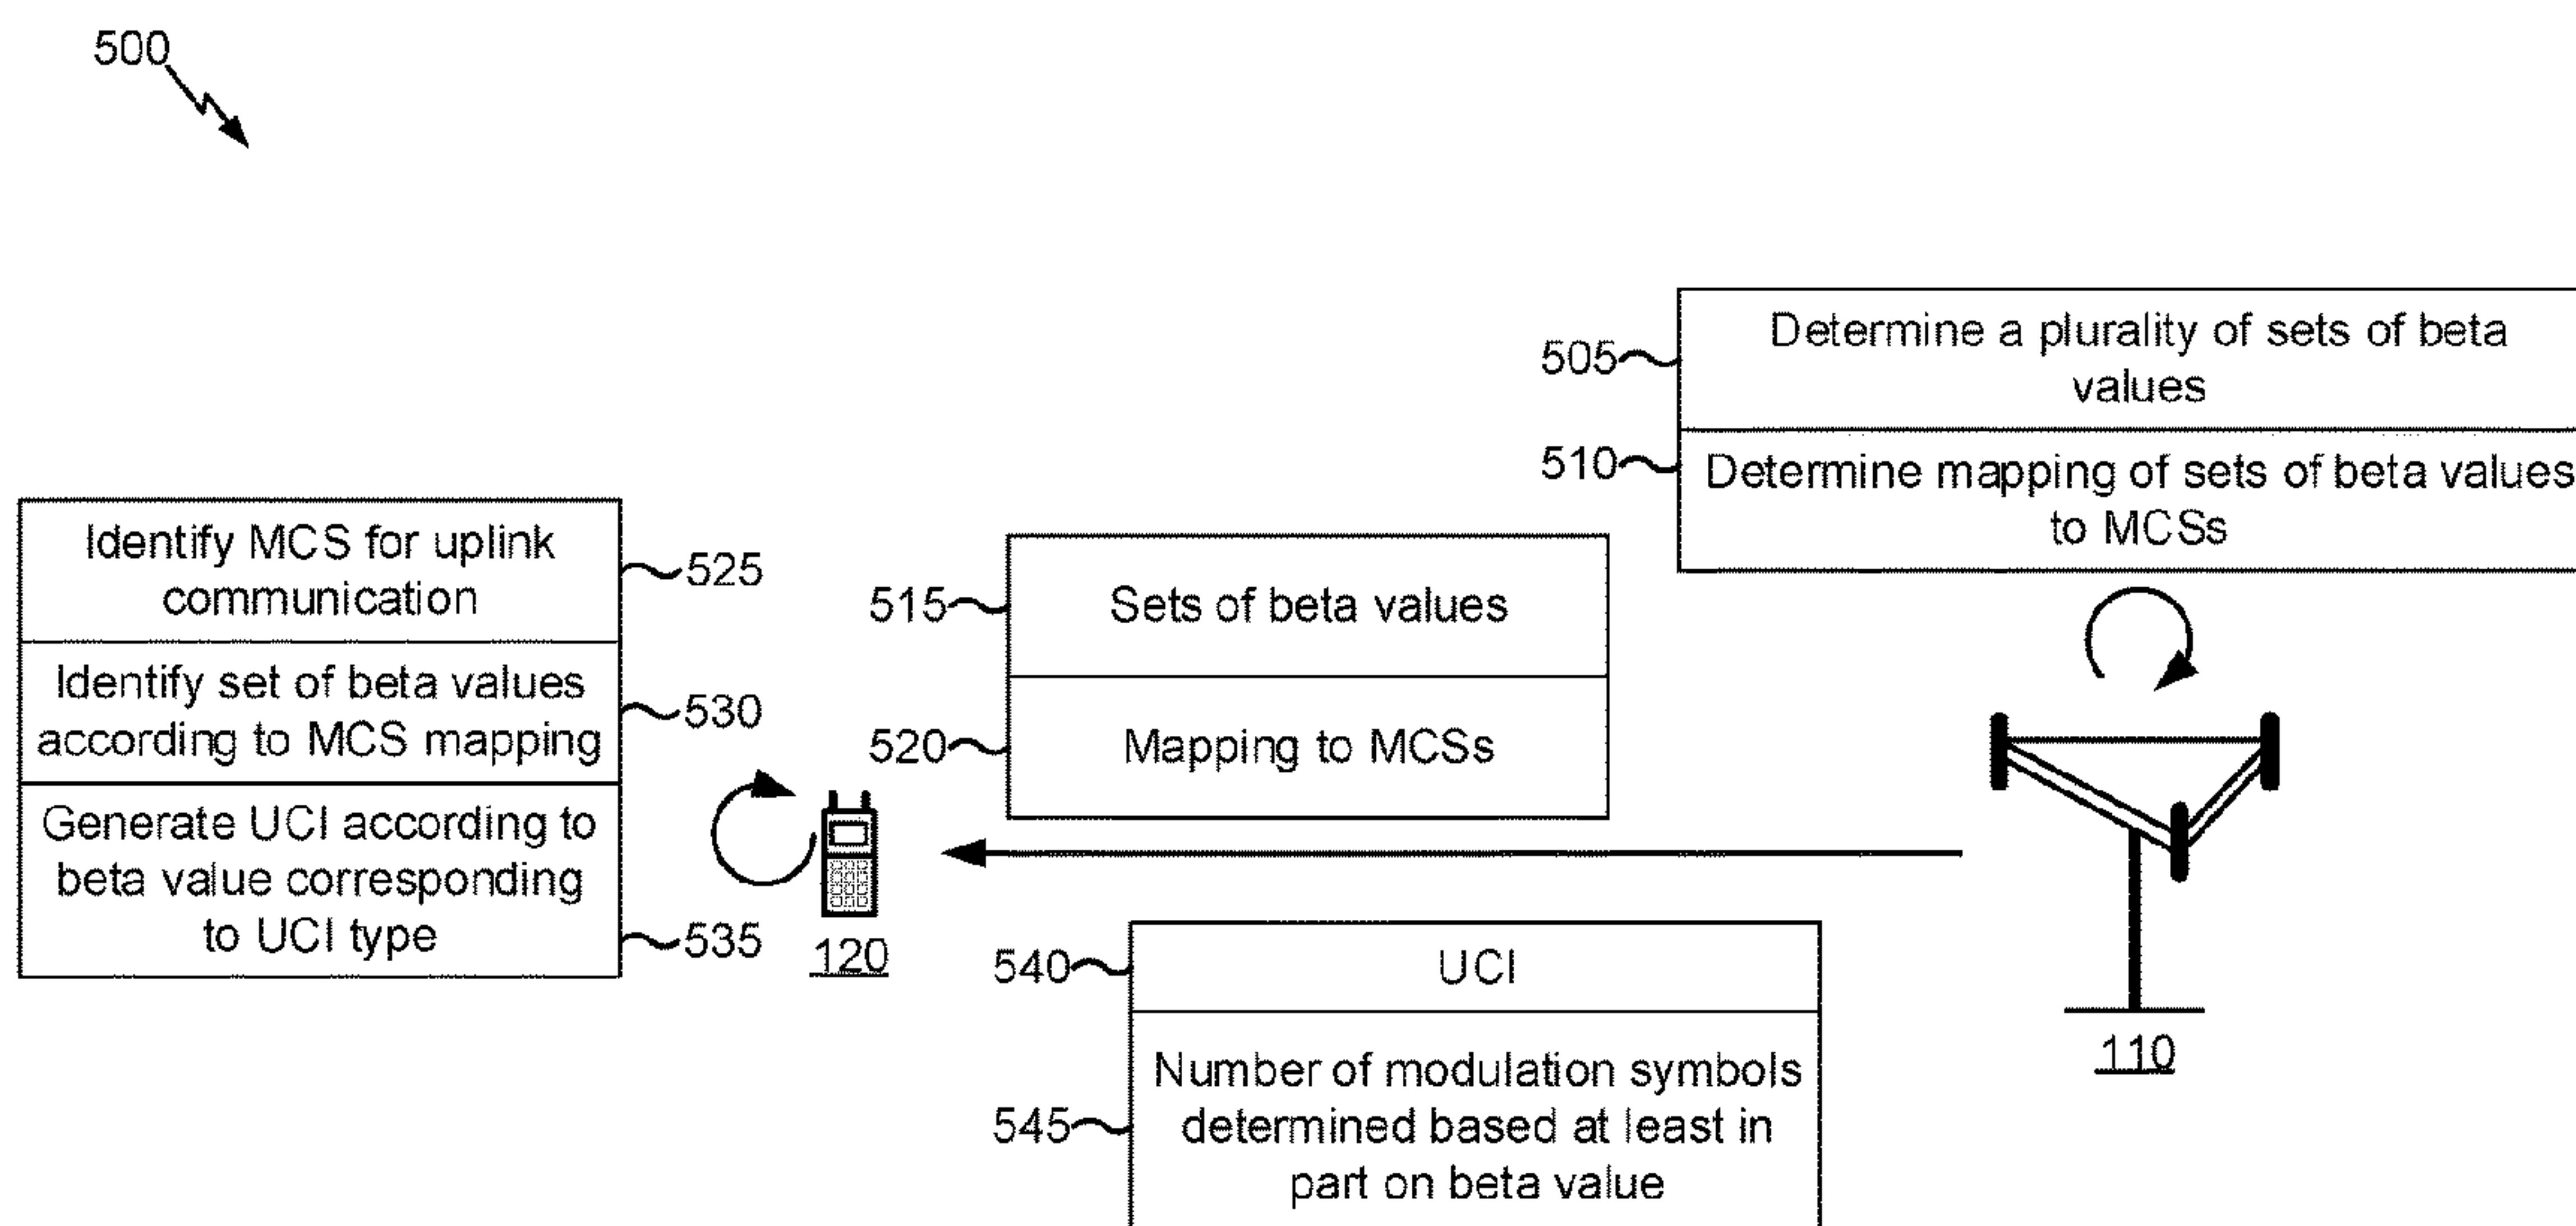 500
505
Determine a plurality of sets of beta
values
510
Determine mapping of sets of beta values
to MCSs
515
Sets of beta values
520
Mapping to MCSs
Identify MCS for uplink
communication
525
Identify set of beta values
according to MCS mapping
530
Generate UCI according to
beta value corresponding
to UCI type
535
120
110
540
UCI
545
Number of modulation symbols
determined based at least in
part on beta value